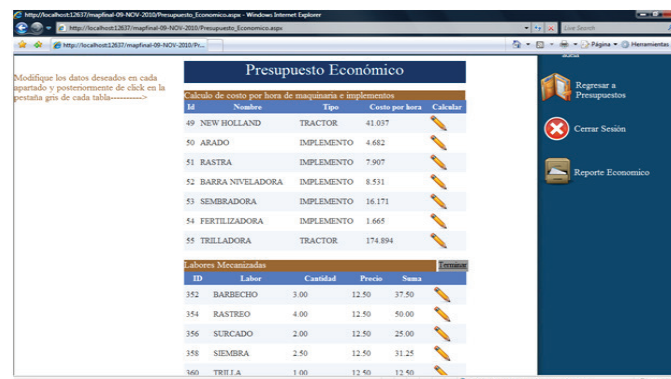 http://localhost:12637/mapfinal-09-NOV-2010/Presupuesto_Economico.aspx - Windows Internet Explorer
http://localhost:12637/mapfinal-09-NOV-2010/Presupuesto_Economico.aspx
Live Search
http://localhost:12637/mapfinal-09-NOV-2010/Pr...
Página Herramientas
Modifique los datos deseados en cada
apartado y posteriormente de click en la
pestaña gris de cada tabla---------->
Presupuesto Económico
Calculo de costo por hora de maquinaria e implementos
Id Nombre Tipo Costo por hora Calcular
49 NEW HOLLAND TRACTOR 41.037
50 ARADO IMPLEMENTO 4.682
51 RASTRA IMPLEMENTO 7.907
52 BARRA NIVELADORA IMPLEMENTO 8.531
53 SEMBRADORA IMPLEMENTO 16.171
54 FERTILIZADORA IMPLEMENTO 1.665
55 TRILLADORA TRACTOR 174.894
Labores Mecanizadas Terminar
ID Labor Cantidad Precio Suma
352 BARBECHO 3.00 12.50 37.50
354 RASTREO 4.00 12.50 50.00
356 SURCADO 2.00 12.50 25.00
358 SIEMBRA 2.50 12.50 31.25
360 TRILLA 1.00 12.50 12.50
Regresar a
Presupuestos
Cerrar Sesión
Reporte Economico